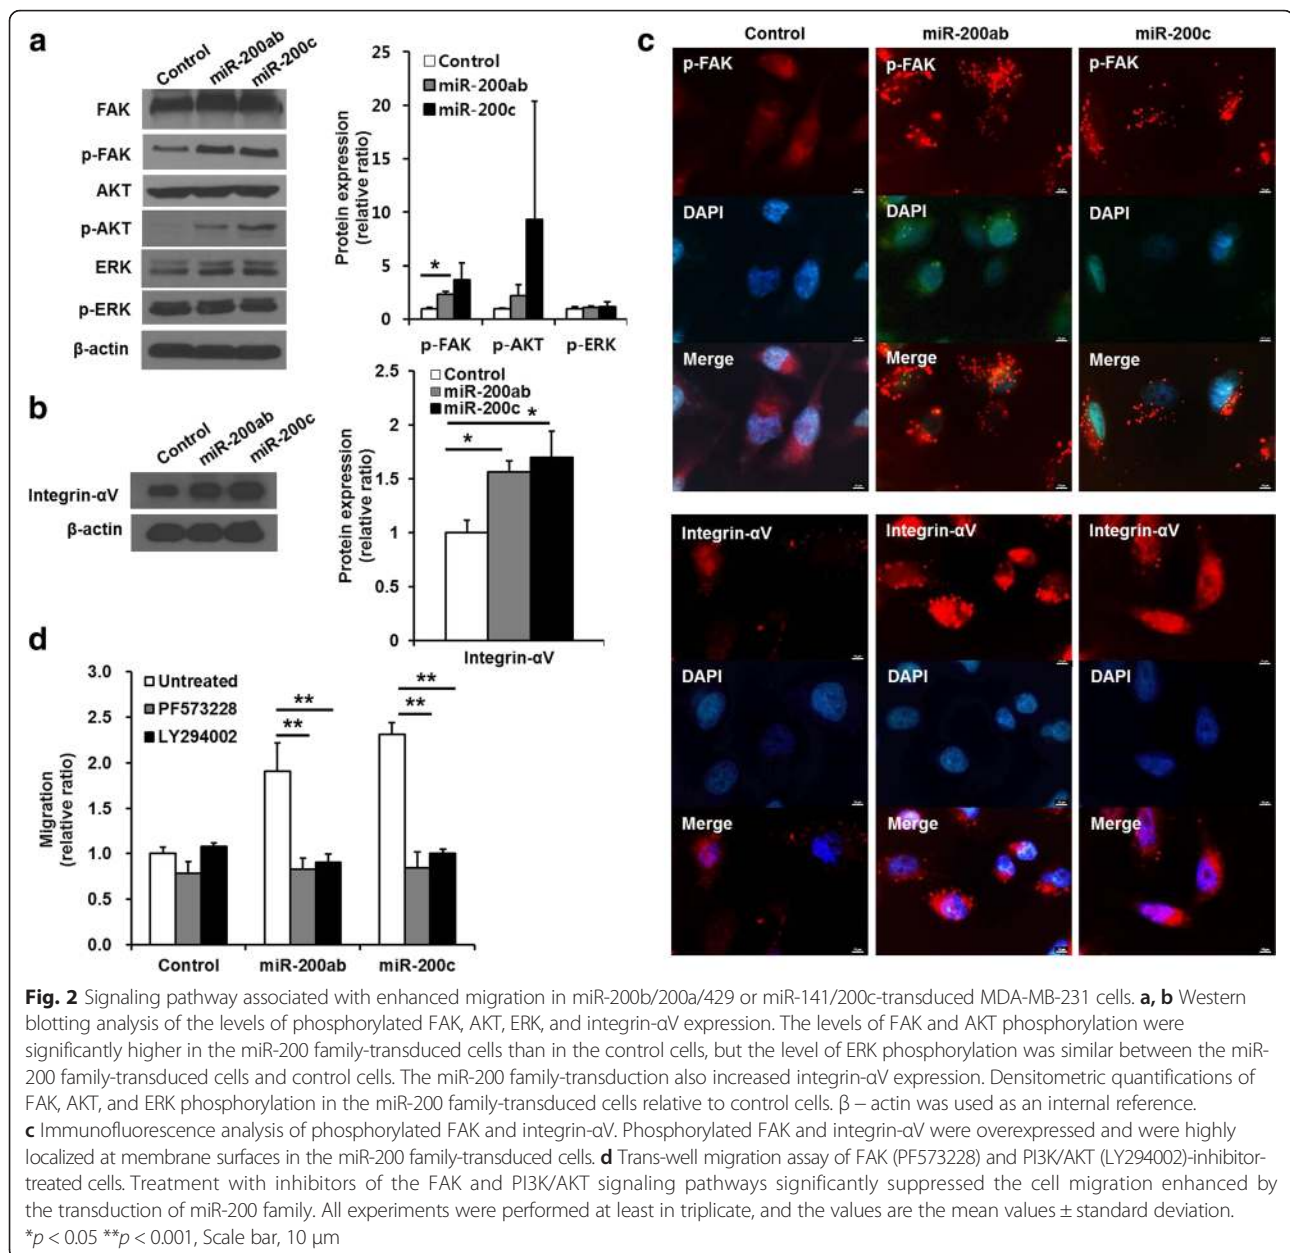 a
Control
miR-200ab
miR-200c
FAK
p-FAK
AKT
p-AKT
ERK
p-ERK
β-actin
Protein expression
(relative ratio)
25
20
15
10
5
0
Control
miR-200ab
miR-200c
*
p-FAK
p-AKT
p-ERK
b
Control
miR-200ab
miR-200c
Integrin-αV
β-actin
Protein expression
(relative ratio)
2.5
2
1.5
1
0.5
0
Control
miR-200ab
miR-200c
*
*
Integrin-αV
c
Control
miR-200ab
miR-200c
p-FAK
p-FAK
p-FAK
DAPI
DAPI
DAPI
Merge
Merge
Merge
Integrin-αV
Integrin-αV
Integrin-αV
DAPI
DAPI
DAPI
Merge
Merge
Merge
d
Migration
(relative ratio)
3.0
2.5
2.0
1.5
1.0
0.5
0.0
Untreated
PF573228
LY294002
**
**
**
**
Control
miR-200ab
miR-200c
Fig. 2 Signaling pathway associated with enhanced migration in miR-200b/200a/429 or miR-141/200c-transduced MDA-MB-231 cells. a, b Western
blotting analysis of the levels of phosphorylated FAK, AKT, ERK, and integrin-αV expression. The levels of FAK and AKT phosphorylation were
significantly higher in the miR-200 family-transduced cells than in the control cells, but the level of ERK phosphorylation was similar between the miR-
200 family-transduced cells and control cells. The miR-200 family-transduction also increased integrin-αV expression. Densitometric quantifications of
FAK, AKT, and ERK phosphorylation in the miR-200 family-transduced cells relative to control cells. β – actin was used as an internal reference.
c Immunofluorescence analysis of phosphorylated FAK and integrin-αV. Phosphorylated FAK and integrin-αV were overexpressed and were highly
localized at membrane surfaces in the miR-200 family-transduced cells. d Trans-well migration assay of FAK (PF573228) and PI3K/AKT (LY294002)-inhibitor-
treated cells. Treatment with inhibitors of the FAK and PI3K/AKT signaling pathways significantly suppressed the cell migration enhanced by
the transduction of miR-200 family. All experiments were performed at least in triplicate, and the values are the mean values ± standard deviation.
*p < 0.05 **p < 0.001, Scale bar, 10 μm